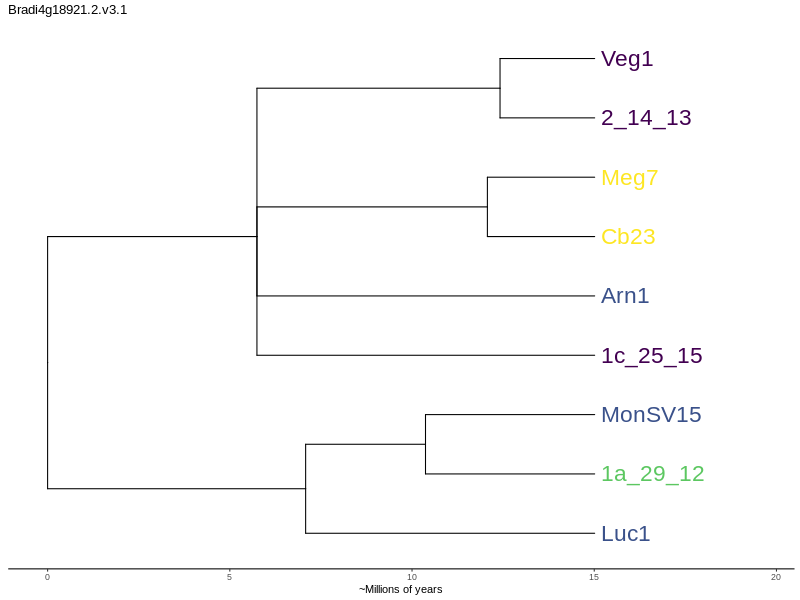 Bradi4g18921.2.v3.1
Veg1
2_14_13
Meg7
Cb23
Arn1
1c_25_15
MonSV15
1a_29_12
Luc1
0 5 10 15 20
~Millions of years